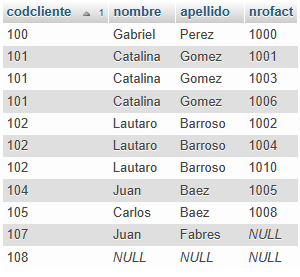 codcliente 1 nombre apellido nrofact
100 Gabriel Perez 1000
101 Catalina Gomez 1001
101 Catalina Gomez 1003
101 Catalina Gomez 1006
102 Lautaro Barroso 1002
102 Lautaro Barroso 1004
102 Lautaro Barroso 1010
104 Juan Baez 1005
105 Carlos Baez 1008
107 Juan Fabres NULL
108 NULL NULL NULL